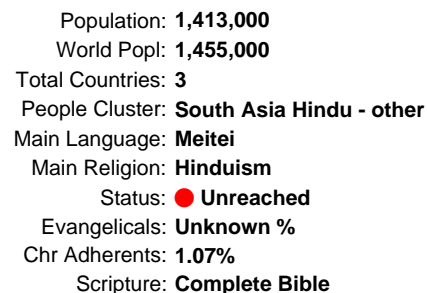 Population: 1,413,000
World Popl: 1,455,000
Total Countries: 3
People Cluster: South Asia Hindu - other
Main Language: Meitei
Main Religion: Hinduism
Status: Unreached
Evangelicals: Unknown %
Chr Adherents: 1.07%
Scripture: Complete Bible